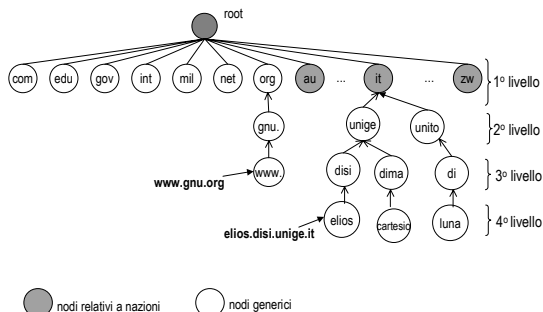 root
com edu gov int mil net org au ... it ... zw 1º livello
gnu. unige unito 2º livello
www. disi dima di 3º livello
www.gnu.org
elios cartesio luna 4º livello
elios.disi.unige.it
nodi relativi a nazioni nodi generici